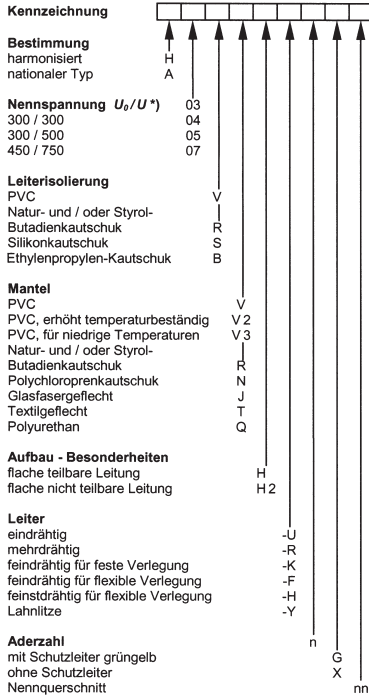 Kennzeichnung
Bestimmung
harmonisiert H
nationaler Typ A
Nennspannung U₀/U *) 03
300 / 300 04
300 / 500 05
450 / 750 07
Leiterisolierung
PVC V
Natur- und / oder Styrol-
Butadienkautschuk R
Silikonkautschuk S
Ethylenpropylen-Kautschuk B
Mantel
PVC V
PVC, erhöht temperaturbeständig V2
PVC, für niedrige Temperaturen V3
Natur- und / oder Styrol-
Butadienkautschuk R
Polychloroprenkautschuk N
Glasfasergeflecht J
Textilgeflecht T
Polyurethan Q
Aufbau - Besonderheiten
flache teilbare Leitung H
flache nicht teilbare Leitung H2
Leiter
eindrähtig -U
mehrdrähtig -R
feindrähtig für feste Verlegung -K
feindrähtig für flexible Verlegung -F
feinstdrähtig für flexible Verlegung -H
Lahnlitze -Y
Aderzahl n
mit Schutzleiter grüngelb G
ohne Schutzleiter X
Nennquerschnitt nn